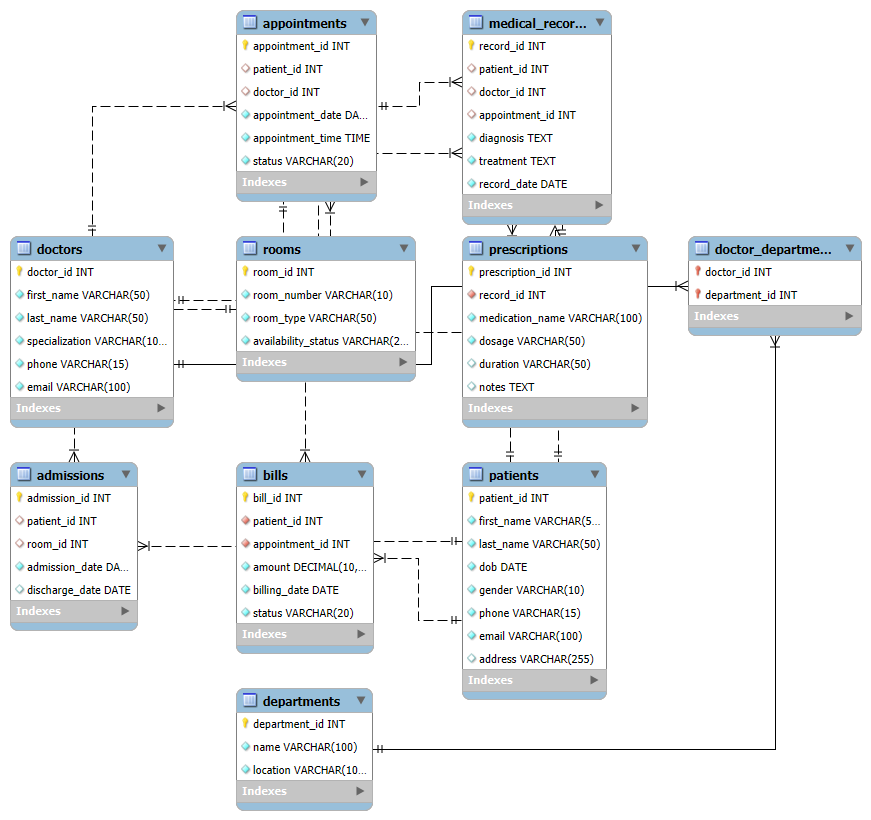 appointments
appointment_id INT
patient_id INT
doctor_id INT
appointment_date DA...
appointment_time TIME
status VARCHAR(20)
Indexes
medical_recor...
record_id INT
patient_id INT
doctor_id INT
appointment_id INT
diagnosis TEXT
treatment TEXT
record_date DATE
Indexes
doctors
doctor_id INT
first_name VARCHAR(50)
last_name VARCHAR(50)
specialization VARCHAR(10...
phone VARCHAR(15)
email VARCHAR(100)
Indexes
rooms
room_id INT
room_number VARCHAR(10)
room_type VARCHAR(50)
availability_status VARCHAR(2...
Indexes
prescriptions
prescription_id INT
record_id INT
medication_name VARCHAR(100)
dosage VARCHAR(50)
duration VARCHAR(50)
notes TEXT
Indexes
doctor_departme...
doctor_id INT
department_id INT
Indexes
admissions
admission_id INT
patient_id INT
room_id INT
admission_date DA...
discharge_date DATE
Indexes
bills
bill_id INT
patient_id INT
appointment_id INT
amount DECIMAL(10,...
billing_date DATE
status VARCHAR(20)
Indexes
patients
patient_id INT
first_name VARCHAR(5...
last_name VARCHAR(50)
dob DATE
gender VARCHAR(10)
phone VARCHAR(15)
email VARCHAR(100)
address VARCHAR(255)
Indexes
departments
department_id INT
name VARCHAR(100)
location VARCHAR(10...
Indexes